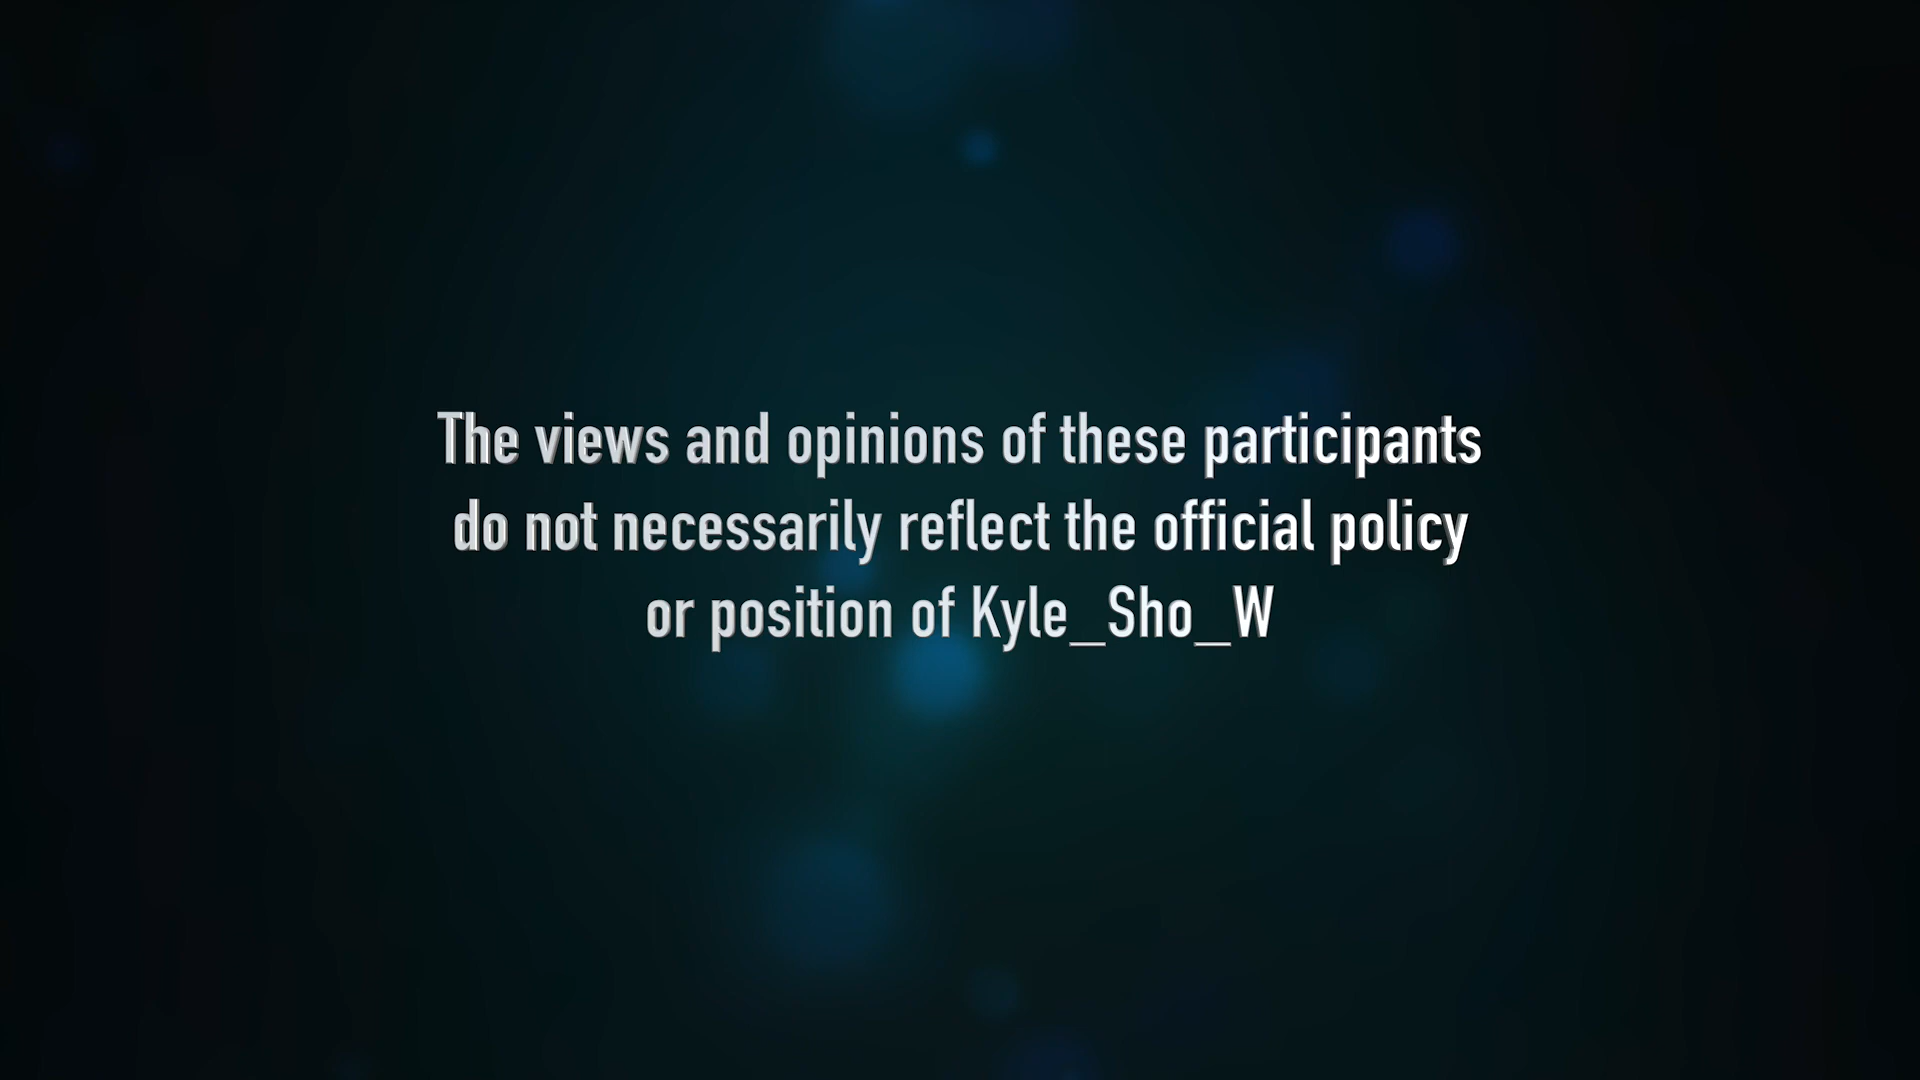 The views and opinions of these participants
do not necessarily reflect the official policy
or position of Kyle_Sho_W